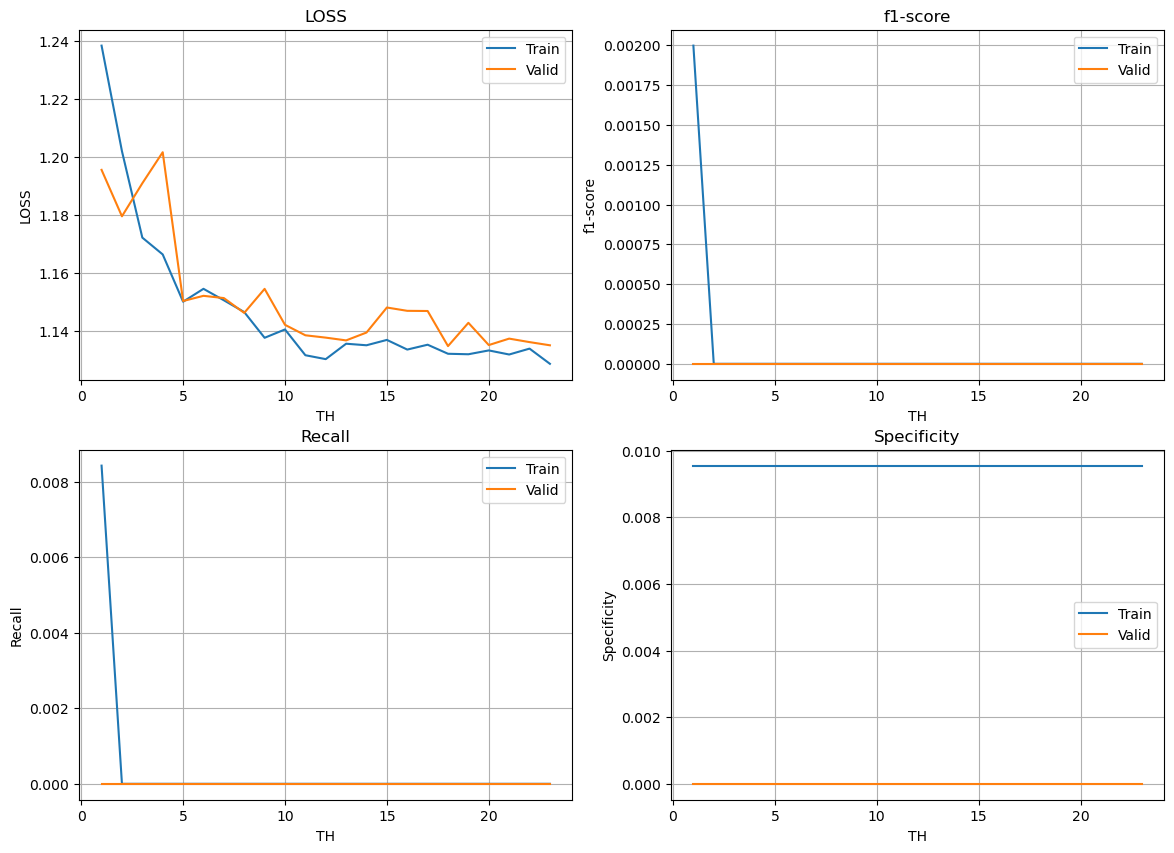 LOSS
1.24
1.22
1.20
1.18
1.16
1.14
LOSS
0 5 10 15 20
TH
Train
Valid
f1-score
0.00200
0.00175
0.00150
0.00125
0.00100
0.00075
0.00050
0.00025
0.00000
f1-score
0 5 10 15 20
TH
Train
Valid
Recall
0.008
0.006
0.004
0.002
0.000
Recall
0 5 10 15 20
TH
Train
Valid
Specificity
0.010
0.008
0.006
0.004
0.002
0.000
Specificity
0 5 10 15 20
TH
Train
Valid